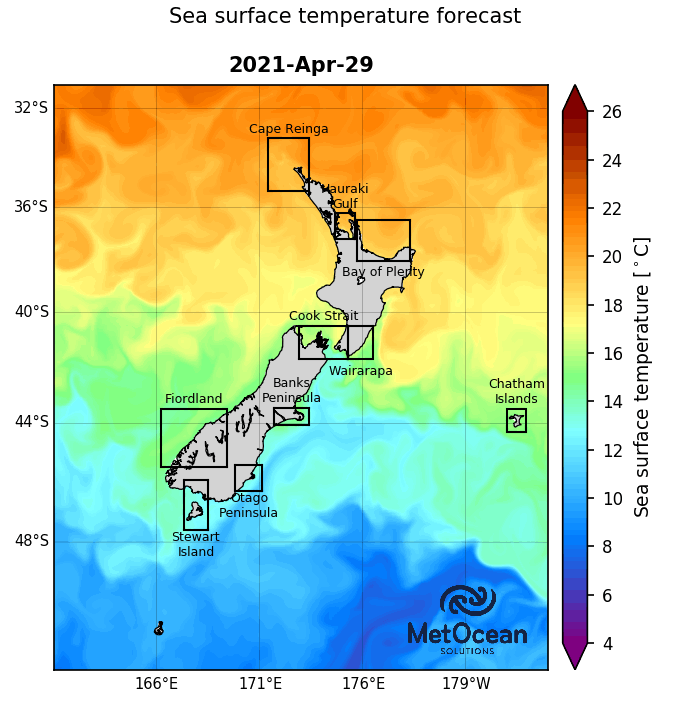 Sea surface temperature forecast
2021-Apr-29
32°S
36°S
40°S
44°S
48°S
Cape Reinga
Hauraki
Gulf
Bay of Plenty
Cook Strait
Wairarapa
Banks
Peninsula
Fiordland
Chatham
Islands
Otago
Peninsula
Stewart
Island
MetOcean
SOLUTIONS
166°E
171°E
176°E
179°W
26
24
22
20
18
16
14
12
10
8
6
4
Sea surface temperature [°C]